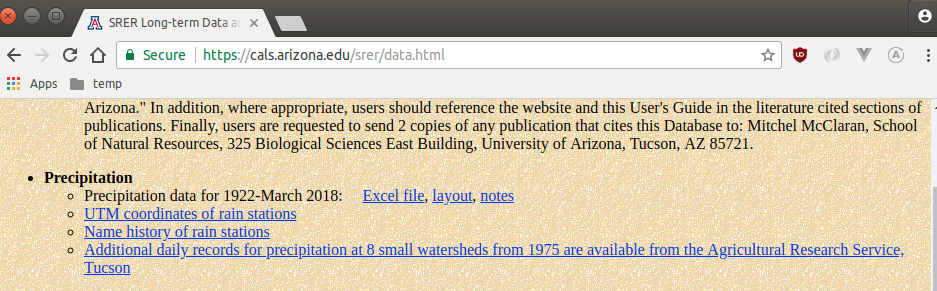 SRER Long-term Data a
Secure https://cals.arizona.edu/srer/data.html
Apps temp
Arizona." In addition, where appropriate, users should reference the website and this User's Guide in the literature cited sections of
publications. Finally, users are requested to send 2 copies of any publication that cites this Database to: Mitchel McClaran, School
of Natural Resources, 325 Biological Sciences East Building, University of Arizona, Tucson, AZ 85721.
• Precipitation
◦ Precipitation data for 1922-March 2018: Excel file, layout, notes
◦ UTM coordinates of rain stations
◦ Name history of rain stations
◦ Additional daily records for precipitation at 8 small watersheds from 1975 are available from the Agricultural Research Service,
Tucson